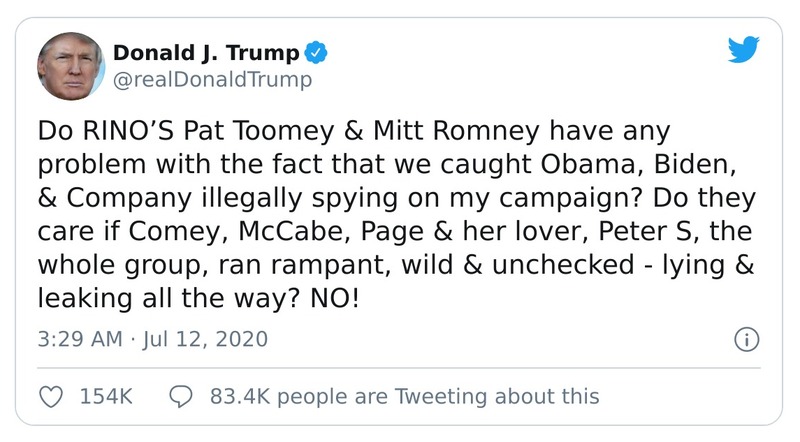 Donald J. Trump
@realDonaldTrump
Do RINO’S Pat Toomey & Mitt Romney have any
problem with the fact that we caught Obama, Biden,
& Company illegally spying on my campaign? Do they
care if Comey, McCabe, Page & her lover, Peter S, the
whole group, ran rampant, wild & unchecked - lying &
leaking all the way? NO!
3:29 AM · Jul 12, 2020
154K 83.4K people are Tweeting about this